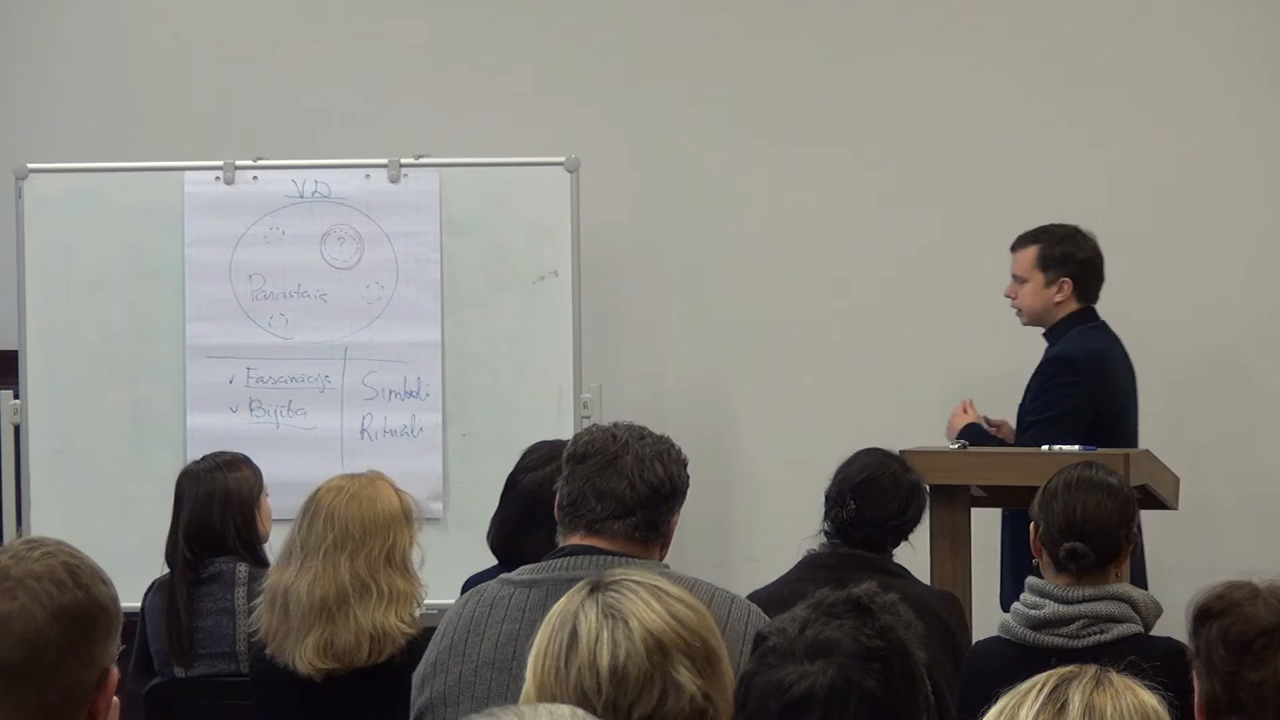 VD
?
Parastais
✓ Fascinācija
✓ Bijība
Simboli
Rituāli